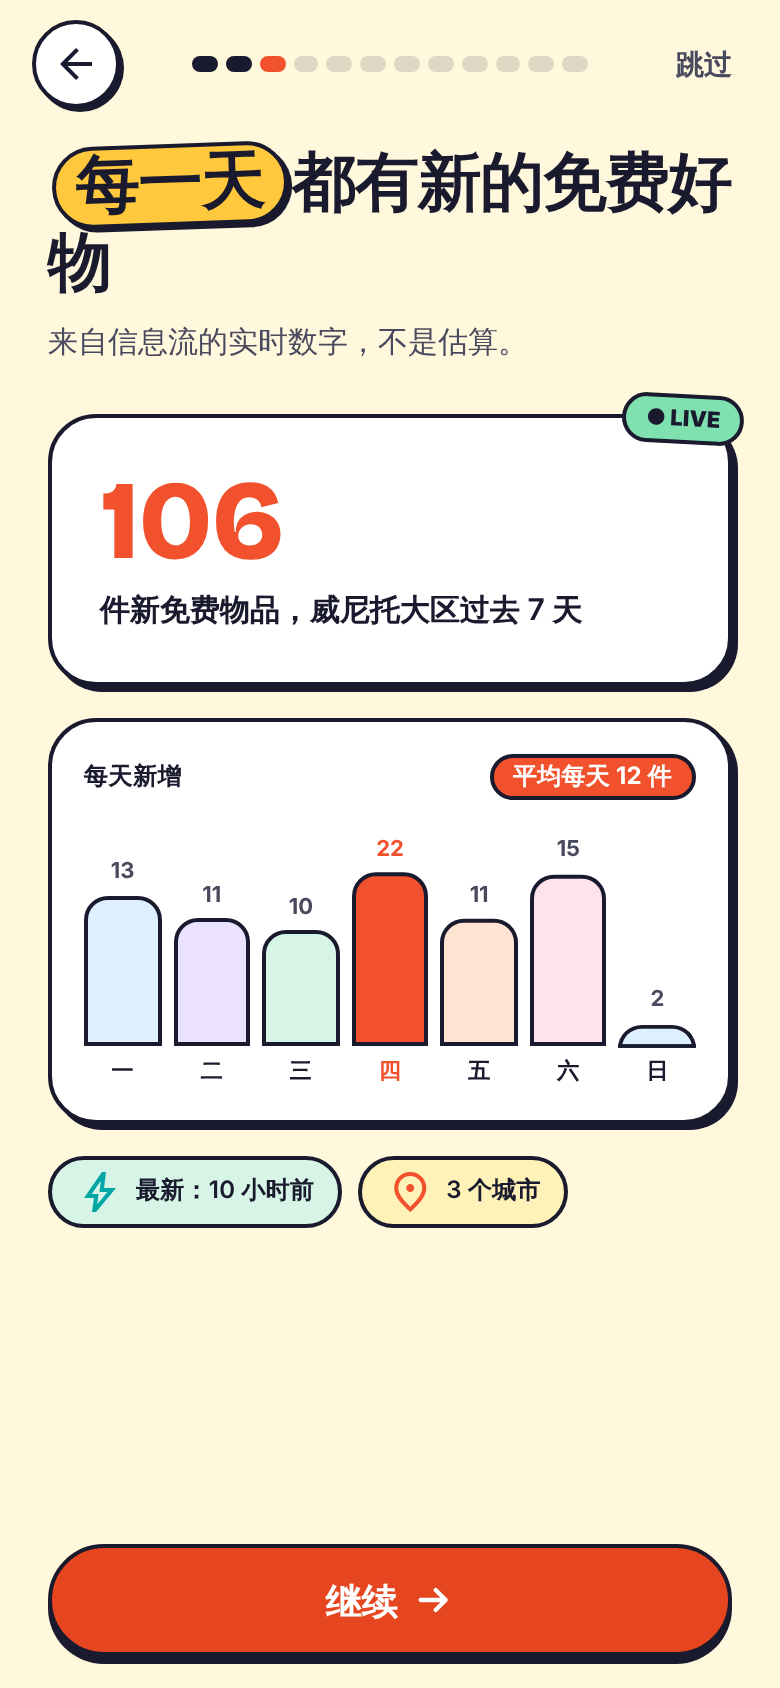 跳过
每一天都有新的免费好
物
来自信息流的实时数字，不是估算。
LIVE
106
件新免费物品，威尼托大区过去 7 天
每天新增
平均每天 12 件
13
11
10
22
11
15
2
一
二
三
四
五
六
日
最新：10 小时前
3 个城市
继续